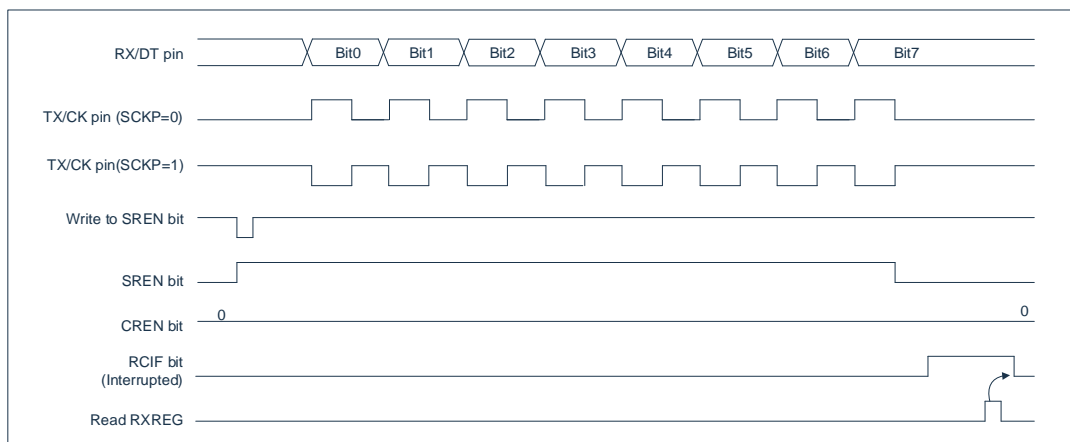 RX/DT pin
Bit0 Bit1 Bit2 Bit3 Bit4 Bit5 Bit6 Bit7
TX/CK pin (SCKP=0)
TX/CK pin(SCKP=1)
Write to SREN bit
SREN bit
0 0
CREN bit
RCIF bit
(Interrupted)
Read RXREG